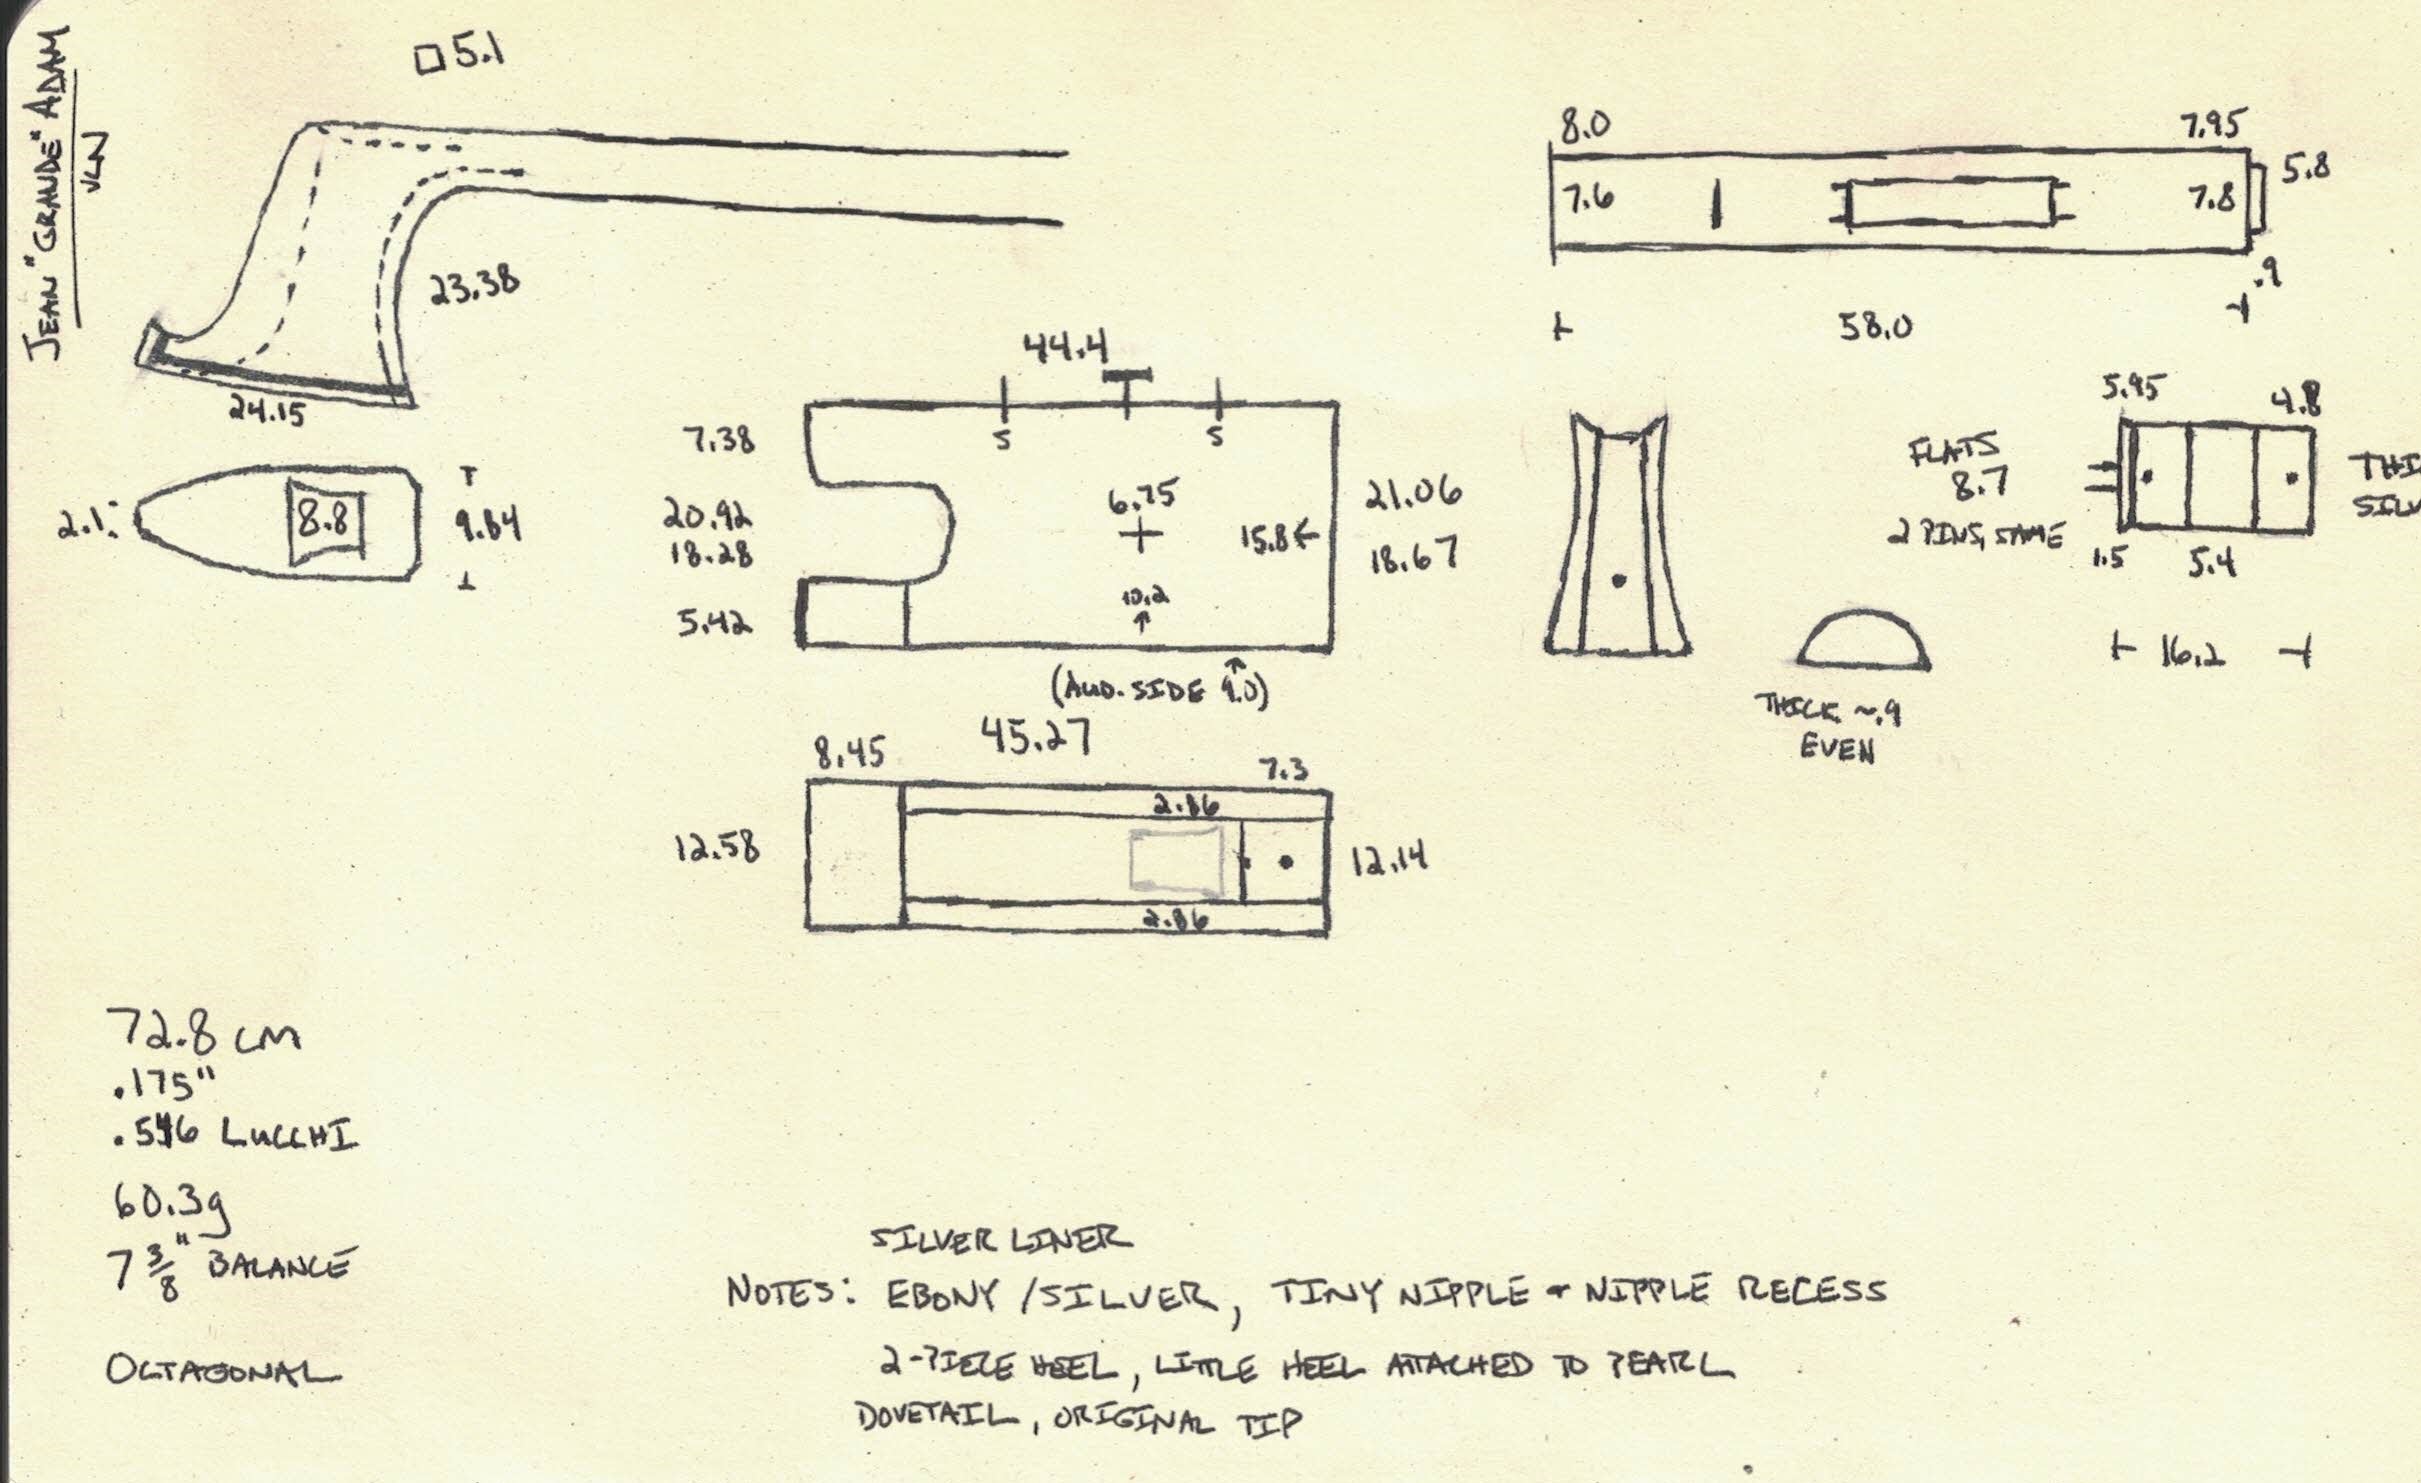 JEAN "GRANDE" ADAM
VLN
□5.1
23.38
24.15
2.1
8.8
9.84
44.4
S
S
7.38
20.92
18.28
5.42
6.75
15.8
10.2
21.06
18.67
(AUD. SIDE 9.0)
45.27
8.45
7.3
2.86
12.58
12.14
2.86
8.0
7.95
5.8
7.6
7.8
.9
58.0
5.95
4.8
FLATS
8.7
2 PINS, SAME
THI
SILV
1.5
5.4
16.2
THICK ~.9
EVEN
72.8 CM
.175"
LUCCHI
60.3g
7 3/8" BALANCE
OCTAGONAL
SILVER LINER
NOTES: EBONY/SILVER, TINY NIPPLE + NIPPLE RECESS
2-PIECE HEEL, LITTLE HEEL ATTACHED TO PEARL
DOVETAIL, ORIGINAL TIP